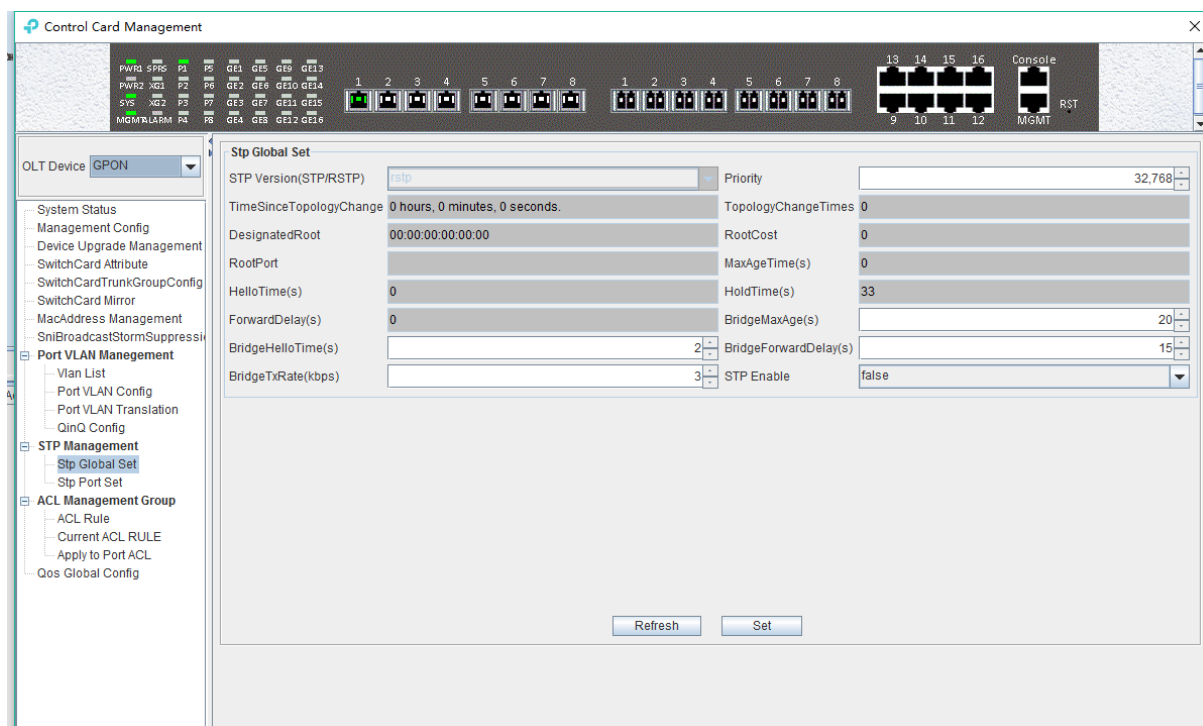 Control Card Management
PWR1 SPRS P1 P5 GE1 GE5 GE9 GE13
PWR2 XG1 P2 P6 GE2 GE6 GE10 GE14
SYS XG2 P3 P7 GE3 GE7 GE11 GE15
MGMT ALARM P4 P8 GE4 GE8 GE12 GE16
1 2 3 4 5 6 7 8
1 2 3 4 5 6 7 8
13 14 15 16 Console
RST
9 10 11 12 MGMT
OLT Device GPON
System Status
Management Config
Device Upgrade Management
SwitchCard Attribute
SwitchCardTrunkGroupConfig
SwitchCard Mirror
MacAddress Management
SniBroadcastStormSuppressi
Port VLAN Management
Vlan List
Port VLAN Config
Port VLAN Translation
QinQ Config
STP Management
Stp Global Set
Stp Port Set
ACL Management Group
ACL Rule
Current ACL RULE
Apply to Port ACL
Qos Global Config
Stp Global Set
STP Version(STP/RSTP) rstp Priority 32,768
TimeSinceTopologyChange 0 hours, 0 minutes, 0 seconds. TopologyChangeTimes 0
DesignatedRoot 00:00:00:00:00:00 RootCost 0
RootPort MaxAgeTime(s) 0
HelloTime(s) 0 HoldTime(s) 33
ForwardDelay(s) 0 BridgeMaxAge(s) 20
BridgeHelloTime(s) 2 BridgeForwardDelay(s) 15
BridgeTxRate(kbps) 3 STP Enable false
Refresh Set